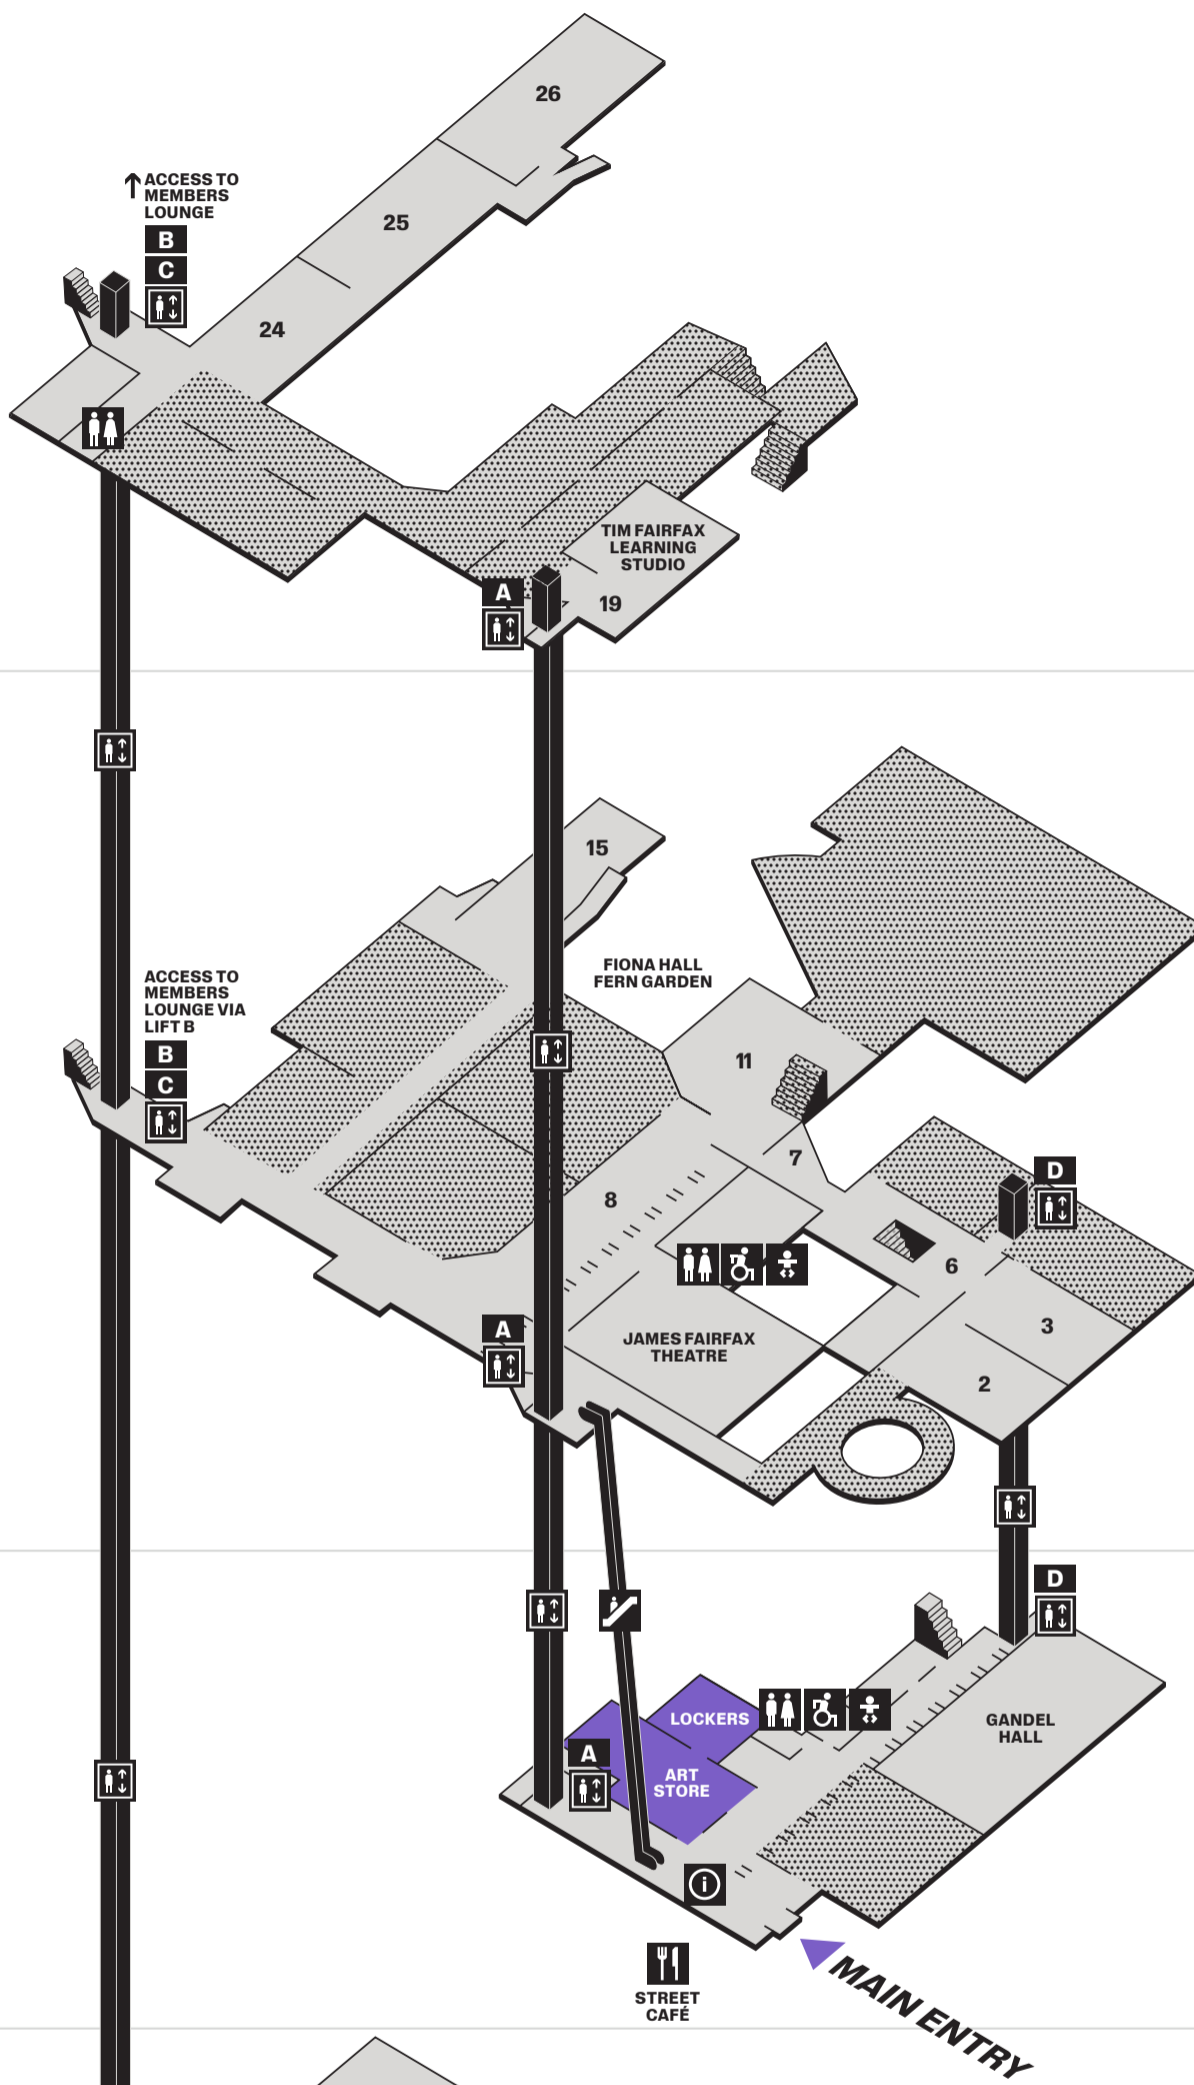 26
↑ ACCESS TO
MEMBERS
LOUNGE
B
C
25
24
TIM FAIRFAX
LEARNING
STUDIO
A
19
15
FIONA HALL
FERN GARDEN
ACCESS TO
MEMBERS
LOUNGE VIA
LIFT B
B
C
11
7
D
8
6
3
A
JAMES FAIRFAX
THEATRE
2
D
LOCKERS
GANDEL
HALL
A
ART
STORE
i
STREET
CAFÉ
MAIN ENTRY